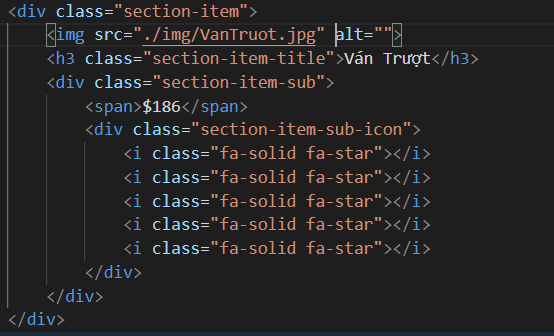 <div class="section-item">
<img src="./img/VanTruot.jpg" alt="">
<h3 class="section-item-title">Ván Trượt</h3>
<div class="section-item-sub">
<span>$186</span>
<div class="section-item-sub-icon">
<i class="fa-solid fa-star"></i>
<i class="fa-solid fa-star"></i>
<i class="fa-solid fa-star"></i>
<i class="fa-solid fa-star"></i>
<i class="fa-solid fa-star"></i>
</div>
</div>
</div>